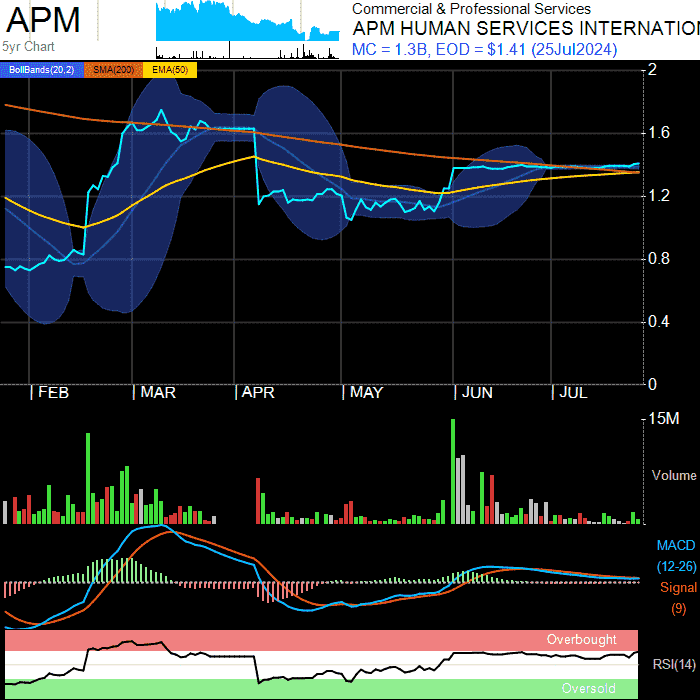 APM
5yr Chart
Commercial & Professional Services
APM HUMAN SERVICES INTERNATION
MC = 1.3B, EOD = $1.41 (25Jul2024)
BollBands(20,2) SMA(200) EMA(50)
2
1.6
1.2
0.8
0.4
0
FEB MAR APR MAY JUN JUL
15M
Volume
MACD
(12-26)
Signal
(9)
Overbought
RSI(14)
Oversold